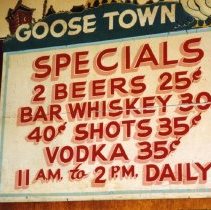 GOOSE TOWN
SPECIALS
2 BEERS 25¢
BAR WHISKEY 30
40¢ SHOTS 35¢
VODKA 35¢
11 AM. to 2 PM. DAILY